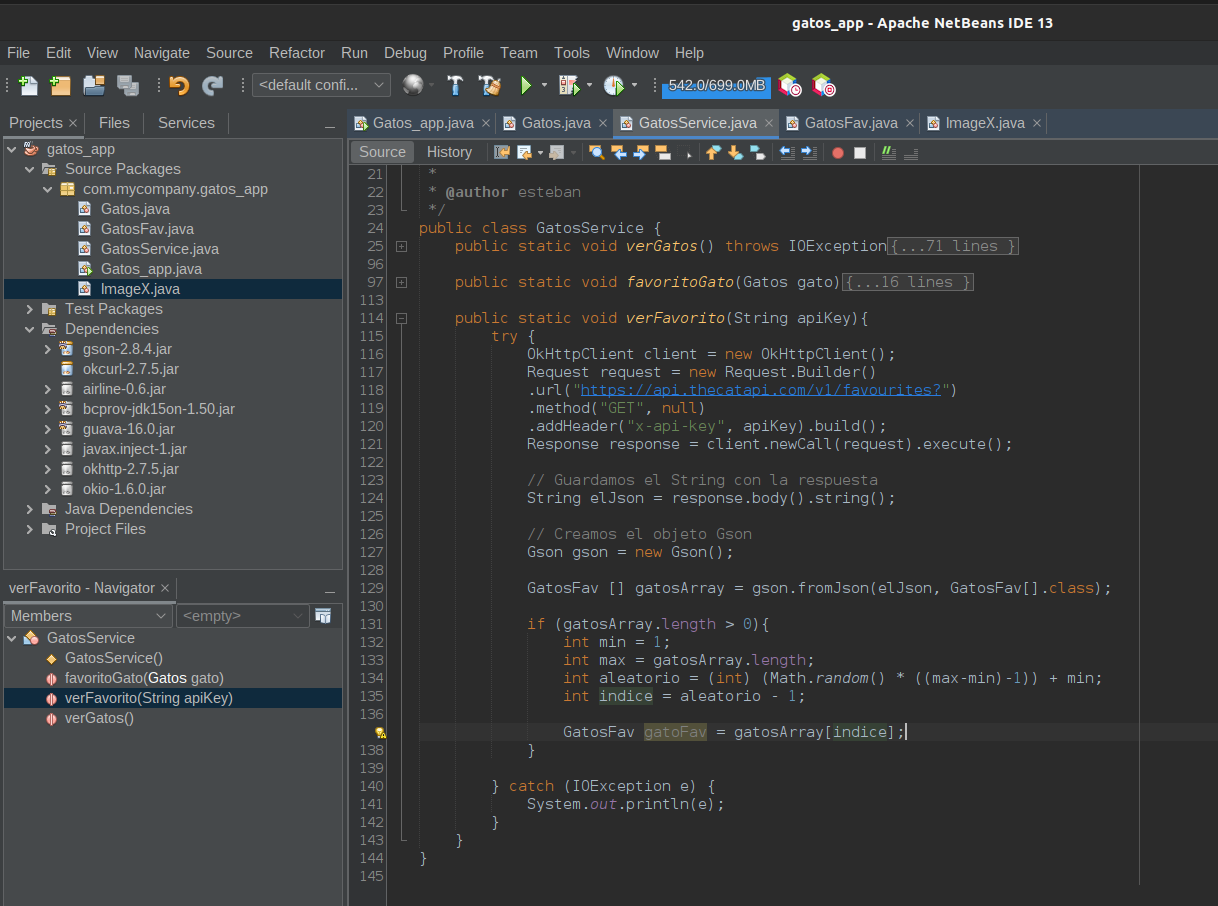 gatos_app - Apache NetBeans IDE 13
File Edit View Navigate Source Refactor Run Debug Profile Team Tools Window Help
<default confi... 542.0/699.0MB
Projects Files Services
Gatos_app.java Gatos.java GatosService.java GatosFav.java ImageX.java
gatos_app
Source Packages
com.mycompany.gatos_app
Gatos.java
GatosFav.java
GatosService.java
Gatos_app.java
ImageX.java
Test Packages
Dependencies
gson-2.8.4.jar
okcurl-2.7.5.jar
airline-0.6.jar
bcprov-jdk15on-1.50.jar
guava-16.0.jar
javax.inject-1.jar
okhttp-2.7.5.jar
okio-1.6.0.jar
Java Dependencies
Project Files
verFavorito - Navigator
Members <empty>
GatosService
GatosService()
favoritoGato(Gatos gato)
verFavorito(String apiKey)
verGatos()
Source History
21 *
22 * @author esteban
23 */
24 public class GatosService {
25 public static void verGatos() throws IOException{...71 lines }
96
97 public static void favoritoGato(Gatos gato){...16 lines }
113
114 public static void verFavorito(String apiKey){
115 try {
116 OkHttpClient client = new OkHttpClient();
117 Request request = new Request.Builder()
118 .url("https://api.thecatapi.com/v1/favourites?")
119 .method("GET", null)
120 .addHeader("x-api-key", apiKey).build();
121 Response response = client.newCall(request).execute();
122
123 // Guardamos el String con la respuesta
124 String elJson = response.body().string();
125
126 // Creamos el objeto Gson
127 Gson gson = new Gson();
128
129 GatosFav [] gatosArray = gson.fromJson(elJson, GatosFav[].class);
130
131 if (gatosArray.length > 0){
132 int min = 1;
133 int max = gatosArray.length;
134 int aleatorio = (int) (Math.random() * ((max-min)-1)) + min;
135 int indice = aleatorio - 1;
136
GatosFav gatoFav = gatosArray[indice];
138 }
139
140 } catch (IOException e) {
141 System.out.println(e);
142 }
143 }
144 }
145